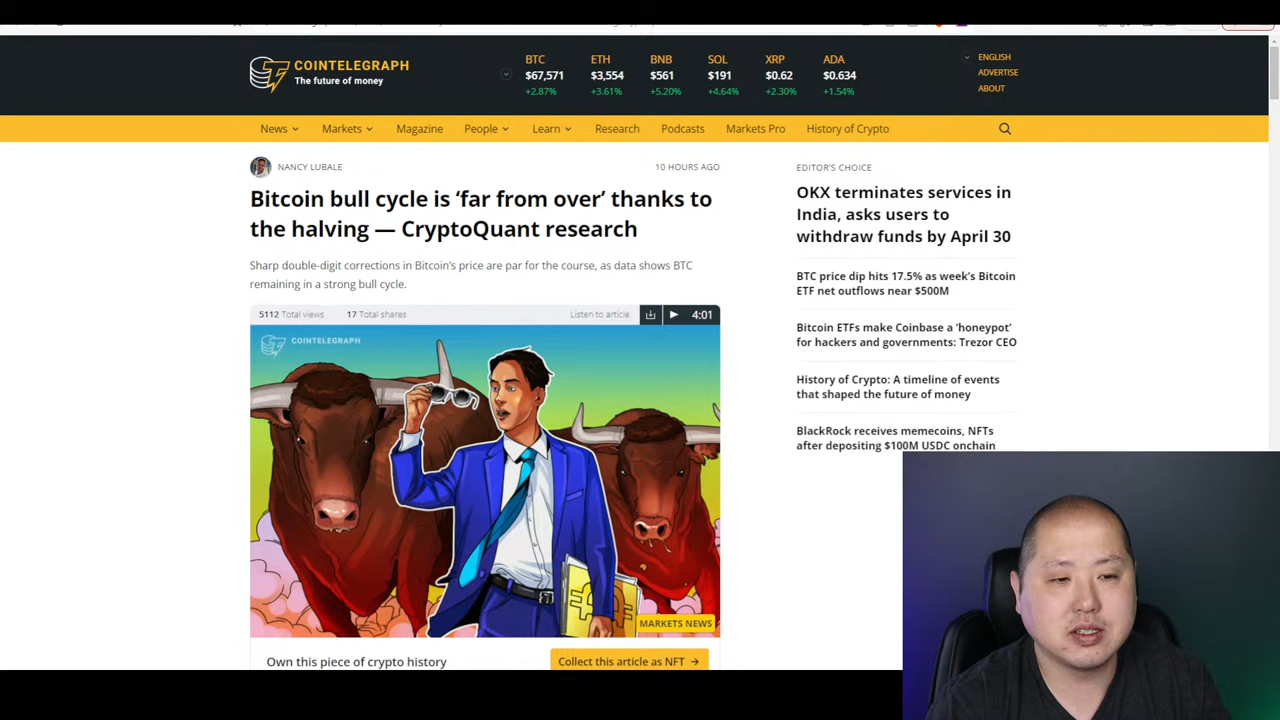 COINTELEGRAPH
The future of money
BTC ETH BNB SOL XRP ADA
$67,571 $3,554 $561 $191 $0.62 $0.634
+2.87% +3.61% +5.20% +4.64% +2.30% +1.54%
ENGLISH
ADVERTISE
ABOUT
News Markets Magazine People Learn Research Podcasts Markets Pro History of Crypto
NANCY LUBALE 10 HOURS AGO
Bitcoin bull cycle is ‘far from over’ thanks to
the halving — CryptoQuant research
Sharp double-digit corrections in Bitcoin’s price are par for the course, as data shows BTC
remaining in a strong bull cycle.
5112 Total views 17 Total shares Listen to article 4:01
COINTELEGRAPH
MARKETS NEWS
Own this piece of crypto history Collect this article as NFT →
EDITOR’S CHOICE
OKX terminates services in
India, asks users to
withdraw funds by April 30
BTC price dip hits 17.5% as week’s Bitcoin
ETF net outflows near $500M
Bitcoin ETFs make Coinbase a ‘honeypot’
for hackers and governments: Trezor CEO
History of Crypto: A timeline of events
that shaped the future of money
BlackRock receives memecoins, NFTs
after depositing $100M USDC onchain